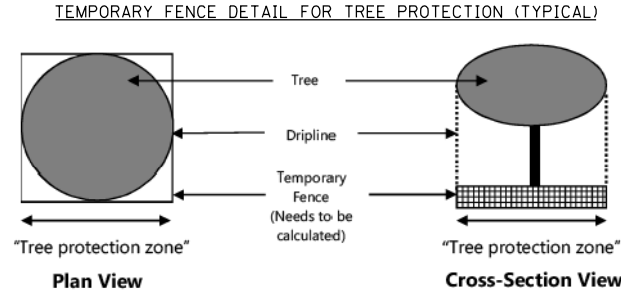 TEMPORARY FENCE DETAIL FOR TREE PROTECTION (TYPICAL)
Tree
Dripline
Temporary
Fence
(Needs to be
calculated)
"Tree protection zone"
"Tree protection zone"
Plan View
Cross-Section View